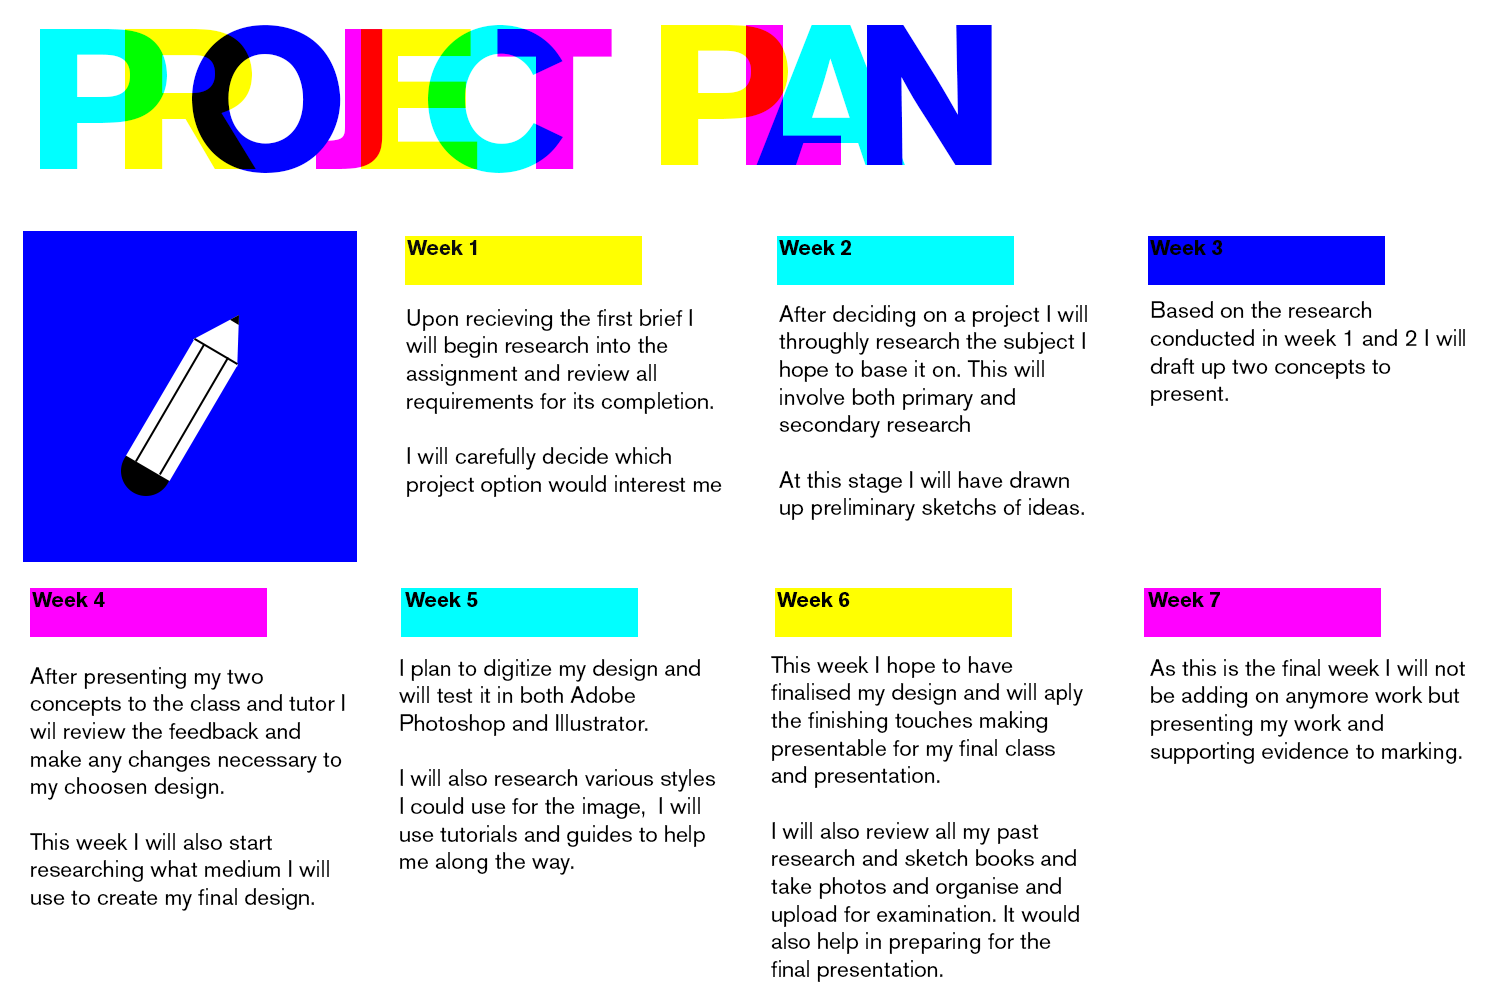 PROJECT PLAN
Week 1
Upon recieving the first brief I
will begin research into the
assignment and review all
requirements for its completion.
I will carefully decide which
project option would interest me
Week 2
After deciding on a project I will
throughly research the subject I
hope to base it on. This will
involve both primary and
secondary research
At this stage I will have drawn
up preliminary sketchs of ideas.
Week 3
Based on the research
conducted in week 1 and 2 I will
draft up two concepts to
present.
Week 4
After presenting my two
concepts to the class and tutor I
wil review the feedback and
make any changes necessary to
my choosen design.
This week I will also start
researching what medium I will
use to create my final design.
Week 5
I plan to digitize my design and
will test it in both Adobe
Photoshop and Illustrator.
I will also research various styles
I could use for the image,  I will
use tutorials and guides to help
me along the way.
Week 6
This week I hope to have
finalised my design and will aply
the finishing touches making
presentable for my final class
and presentation.
I will also review all my past
research and sketch books and
take photos and organise and
upload for examination. It would
also help in preparing for the
final presentation.
Week 7
As this is the final week I will not
be adding on anymore work but
presenting my work and
supporting evidence to marking.